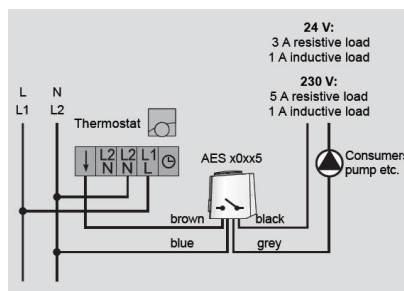 24 V:
3 A resistive load
1 A inductive load
230 V:
5 A resistive load
1 A inductive load
L N
L1 L2
Thermostat
L2 L2 L1
N N L
AES x0xx5
Consumers
pump etc.
brown black
blue grey